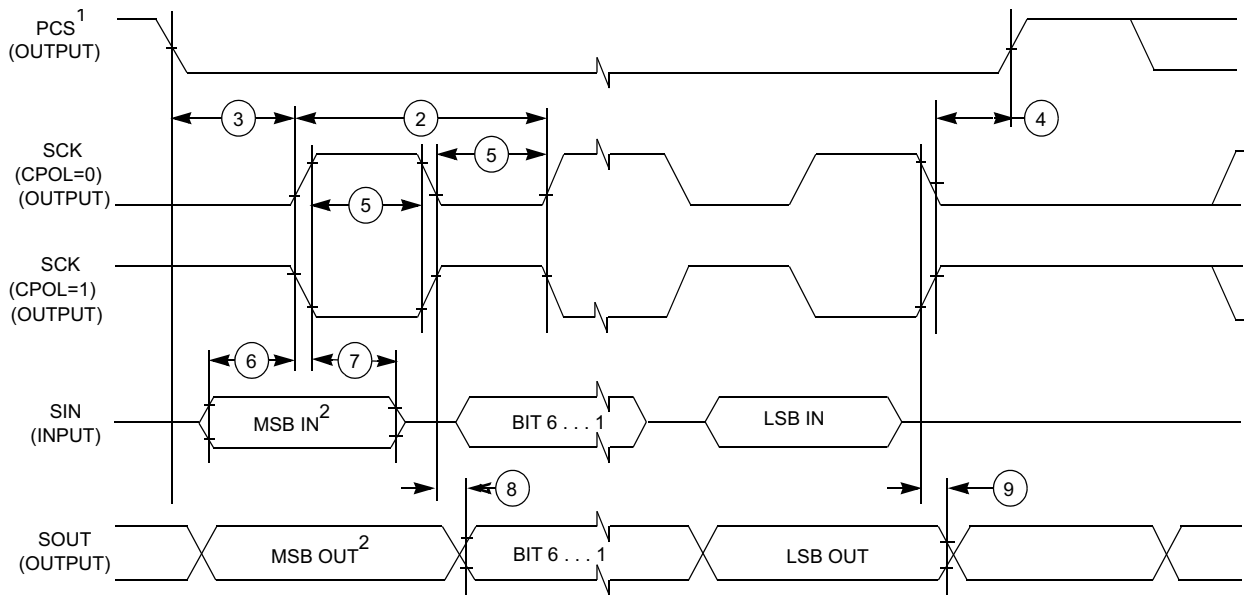 PCS1
(OUTPUT)
3
2
4
SCK
(CPOL=0)
(OUTPUT)
5
5
SCK
(CPOL=1)
(OUTPUT)
6
7
SIN
(INPUT)
MSB IN2
BIT 6 . . . 1
LSB IN
8
9
SOUT
(OUTPUT)
MSB OUT2
BIT 6 . . . 1
LSB OUT